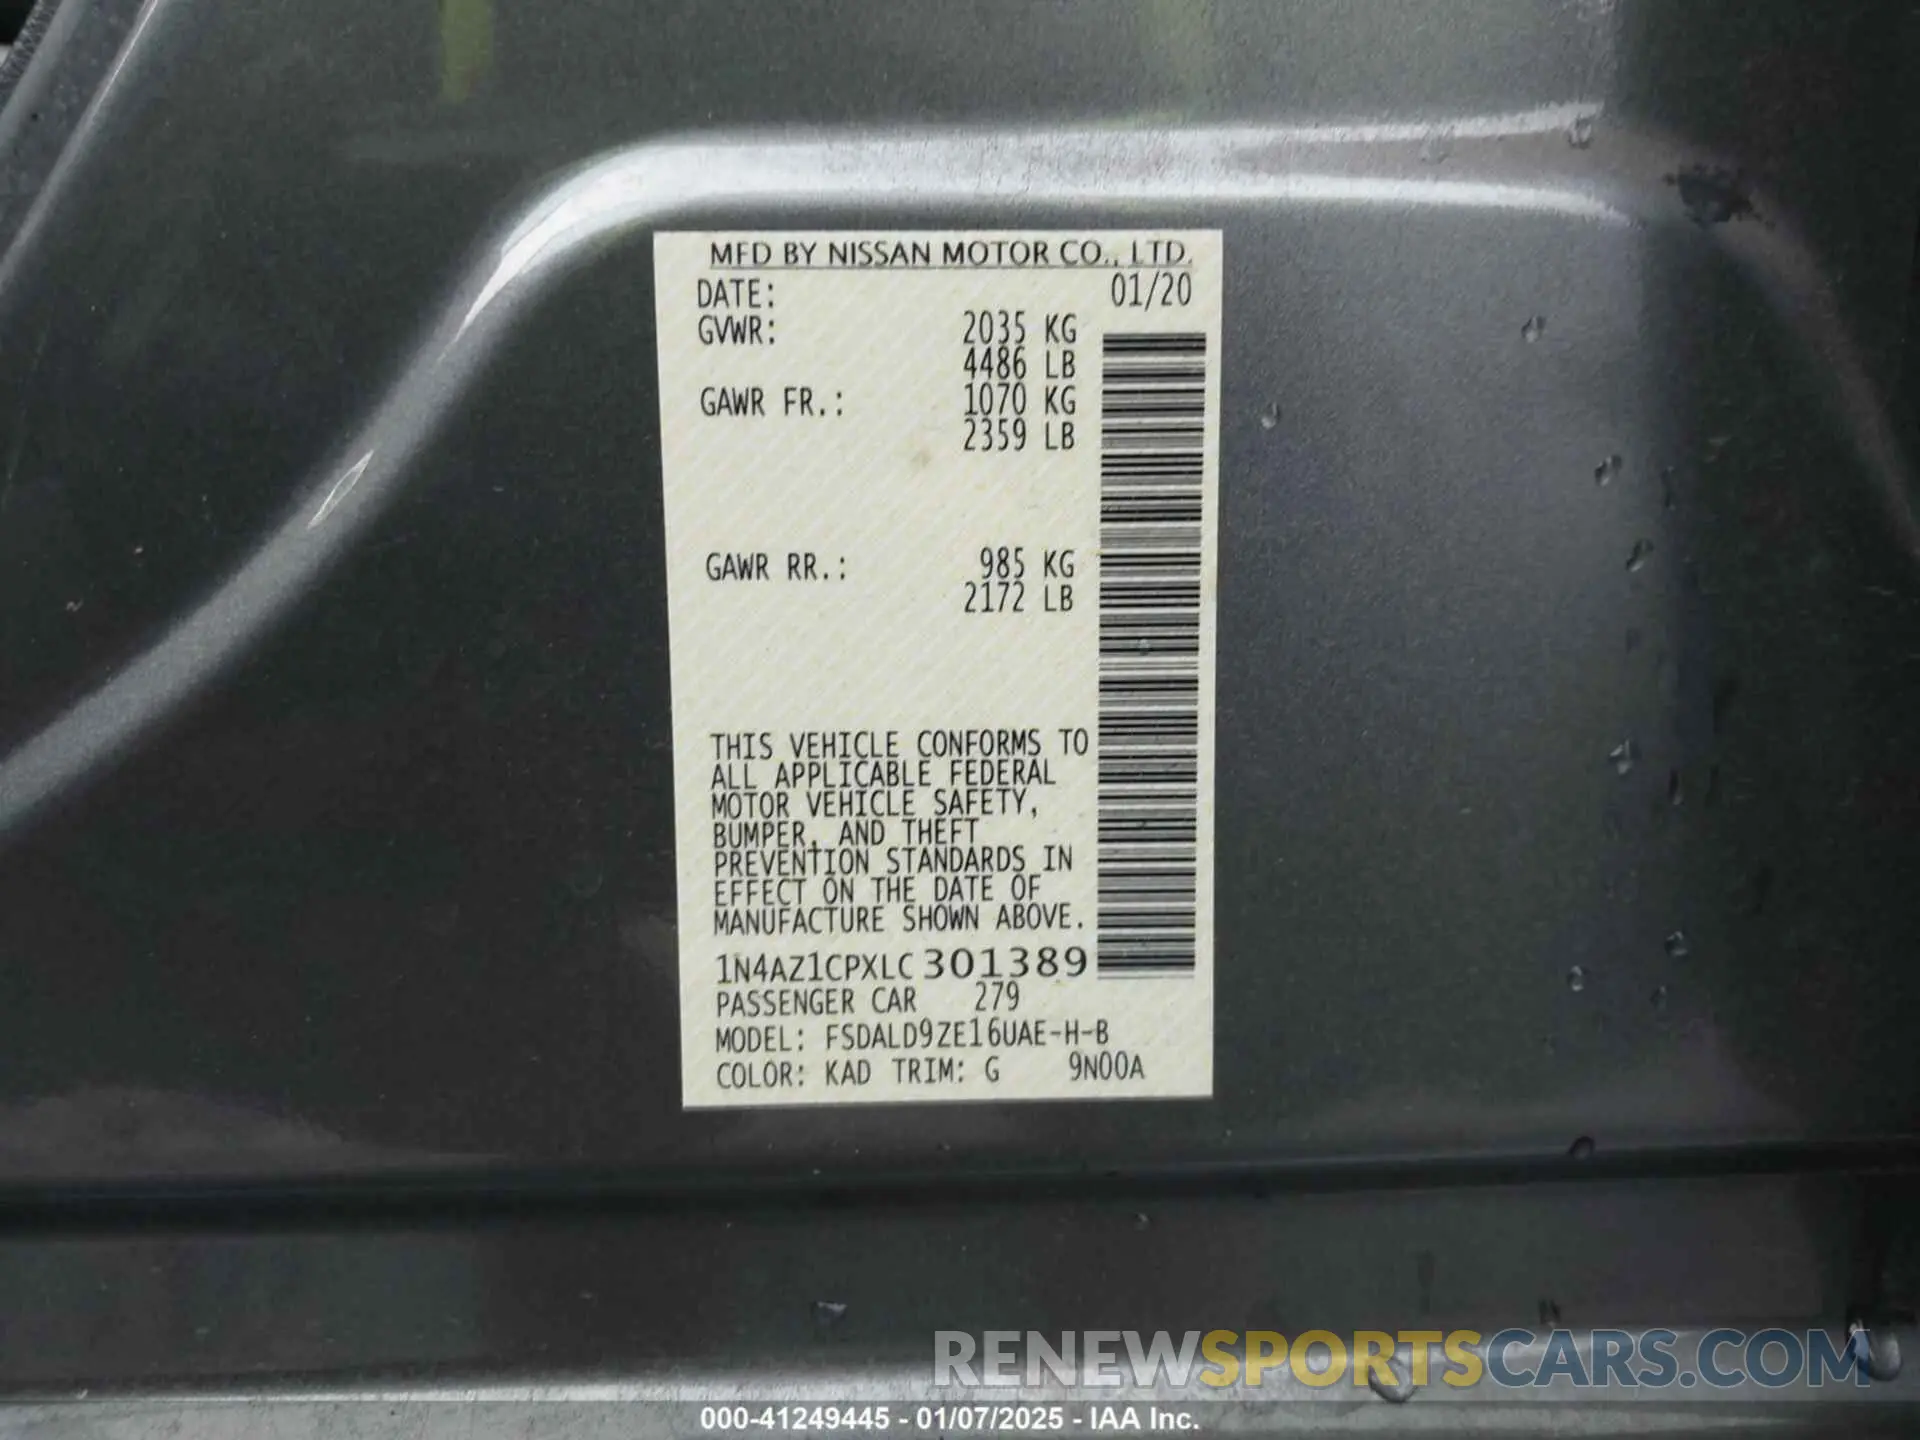 MFD BY NISSAN MOTOR CO., LTD.
DATE: 01/20
GVWR: 2035 KG
4486 LB
GAWR FR.: 1070 KG
2359 LB
GAWR RR.: 985 KG
2172 LB
THIS VEHICLE CONFORMS TO
ALL APPLICABLE FEDERAL
MOTOR VEHICLE SAFETY,
BUMPER, AND THEFT
PREVENTION STANDARDS IN
EFFECT ON THE DATE OF
MANUFACTURE SHOWN ABOVE.
1N4AZ1CPXLC301389
PASSENGER CAR 279
MODEL: FSDALD9ZE16UAE-H-B
COLOR: KAD TRIM: G 9N00A
RENEWSPORTSCARS.COM
000-41249445 - 01/07/2025 - IAA Inc.